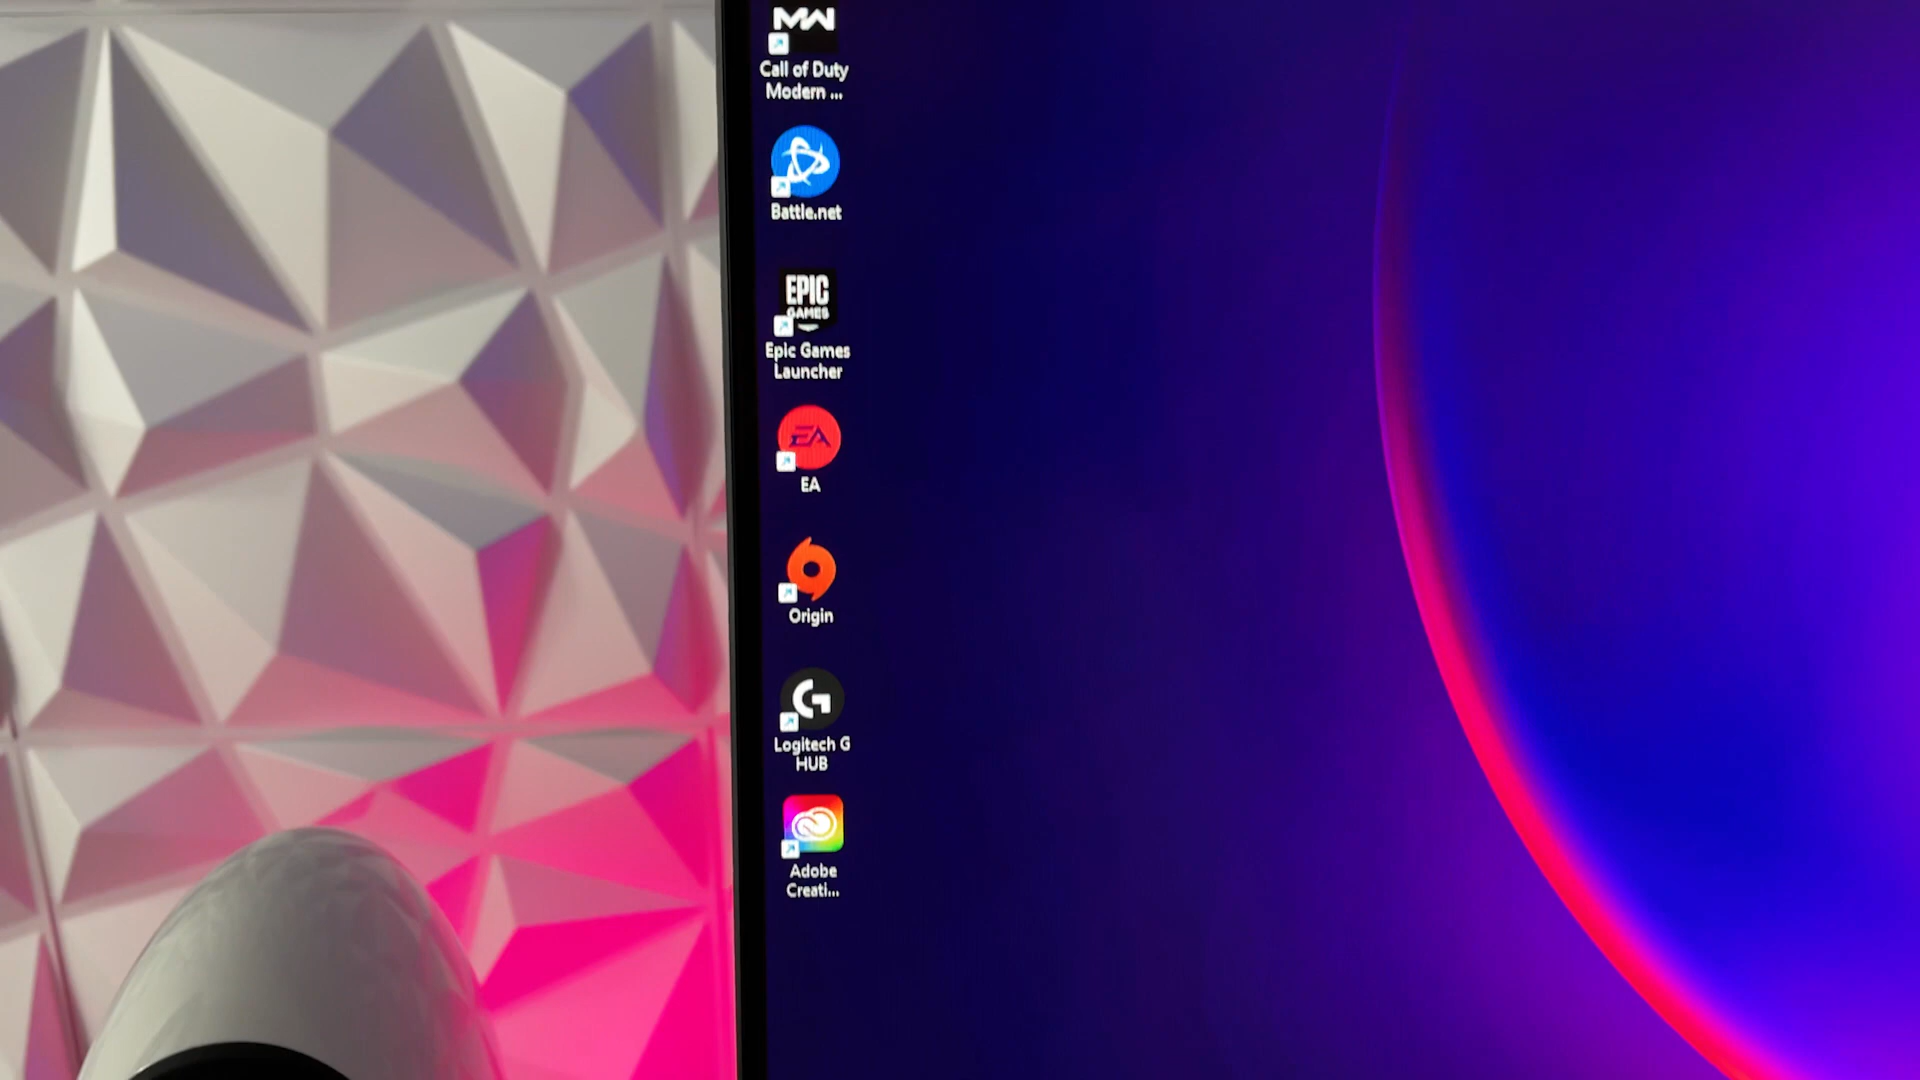 MW
Call of Duty
Modern ...
Battle.net
EPIC
GAMES
Epic Games
Launcher
EA
EA
Origin
G
Logitech G
HUB
Adobe
Creati...